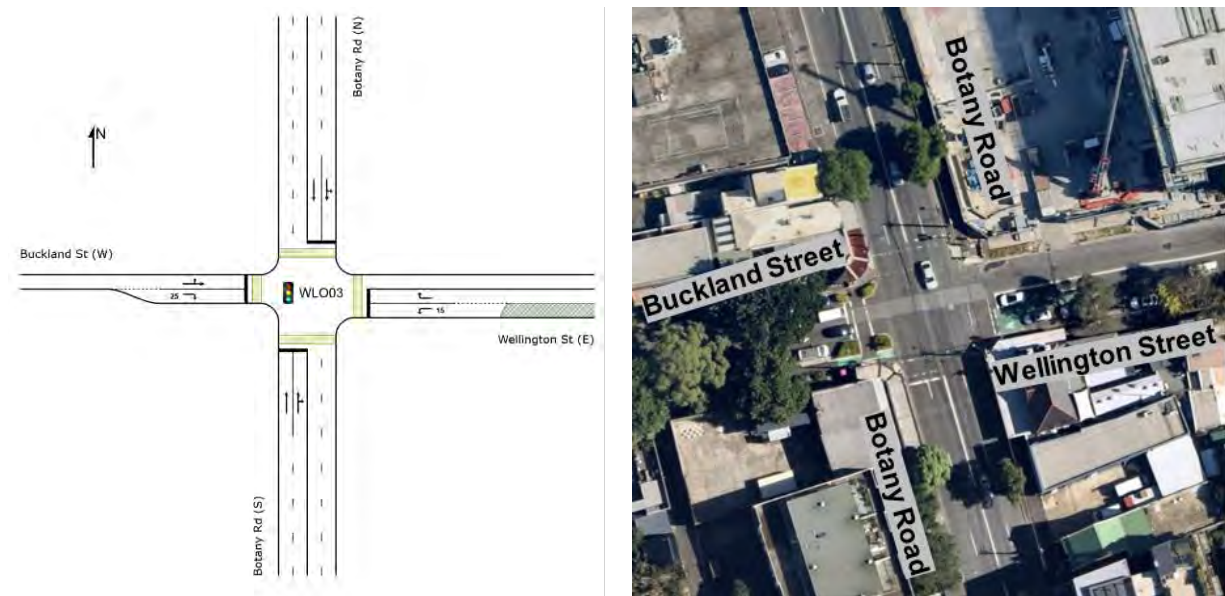 Botany Rd (N)
N
Buckland St (W)
25
WLO03
15
Wellington St (E)
Botany Rd (S)
Botany Road
Buckland Street
Wellington Street
Botany Road